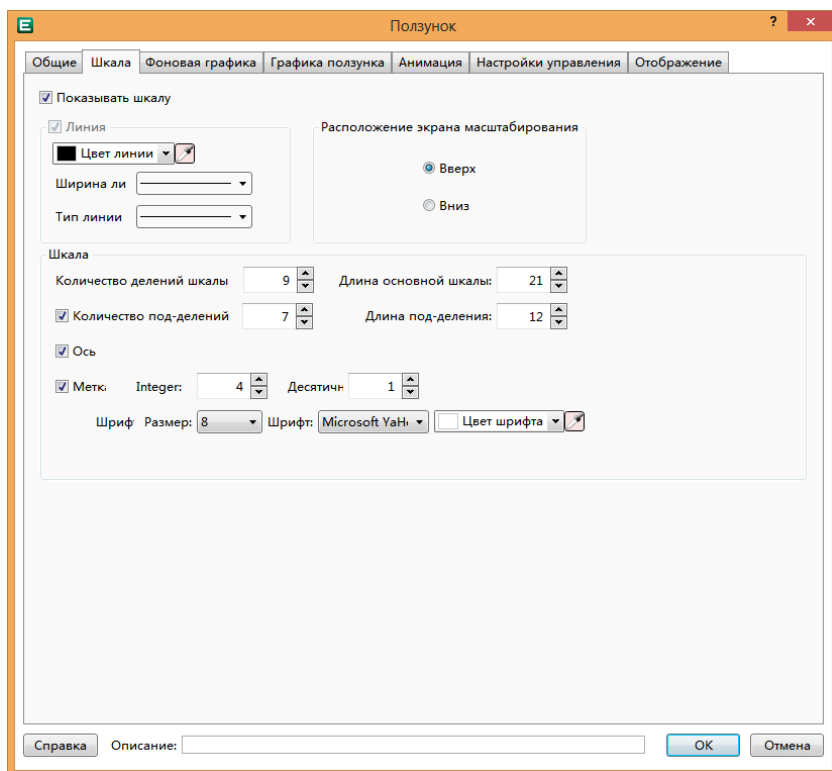 E Ползунок ? ×
Общие Шкала Фоновая графика Графика ползунка Анимация Настройки управления Отображение
Показывать шкалу
Линия Расположение экрана масштабирования
Цвет линии
Вверх
Ширина ли
Вниз
Тип линии
Шкала
Количество делений шкалы 9 Длина основной шкалы: 21
Количество под-делений 7 Длина под-деления: 12
Ось
Метка Integer: 4 Десятичн 1
Шриф Размер: 8 Шрифт: Microsoft YaHe Цвет шрифта
Справка Описание: OK Отмена